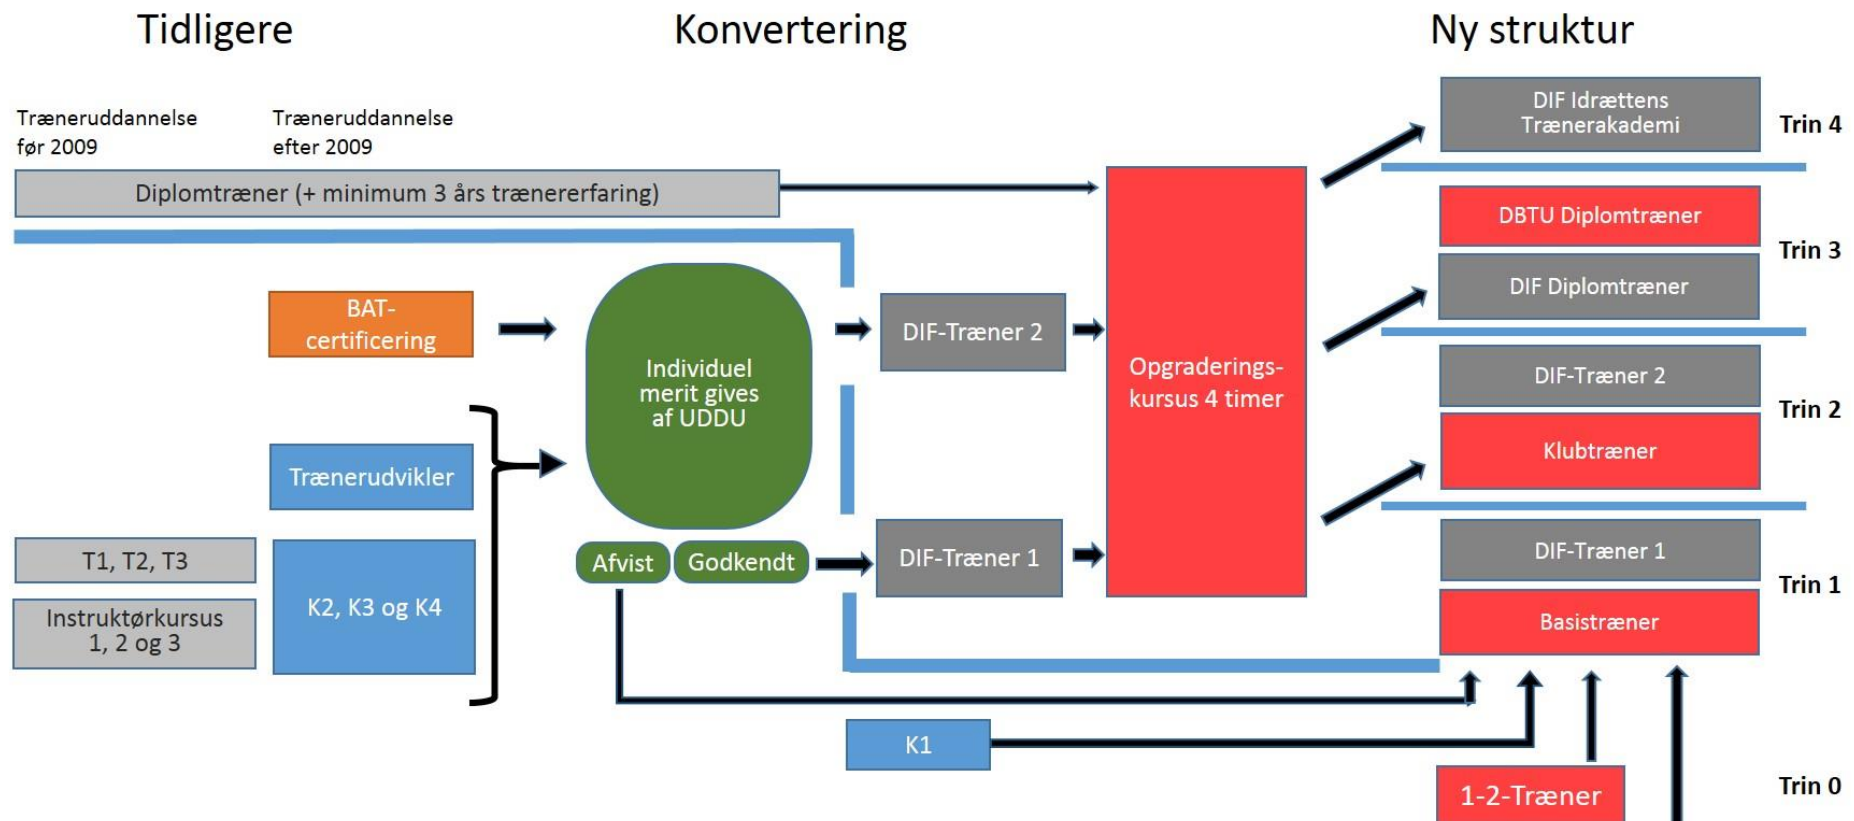 Tidligere
Konvertering
Ny struktur
Træneruddannelse
før 2009
Træneruddannelse
efter 2009
Diplomtræner (+ minimum 3 års trænererfaring)
BAT-
certificering
Trænerudvikler
T1, T2, T3
Instruktørkursus
1, 2 og 3
K2, K3 og K4
Individuel
merit gives
af UDDU
Afvist
Godkendt
DIF-Træner 2
DIF-Træner 1
K1
Opgraderings-
kursus 4 timer
DIF Idrættens
Trænerakademi
Trin 4
DBTU Diplomtræner
DIF Diplomtræner
Trin 3
DIF-Træner 2
Klubtræner
Trin 2
DIF-Træner 1
Basistræner
Trin 1
1-2-Træner
Trin 0